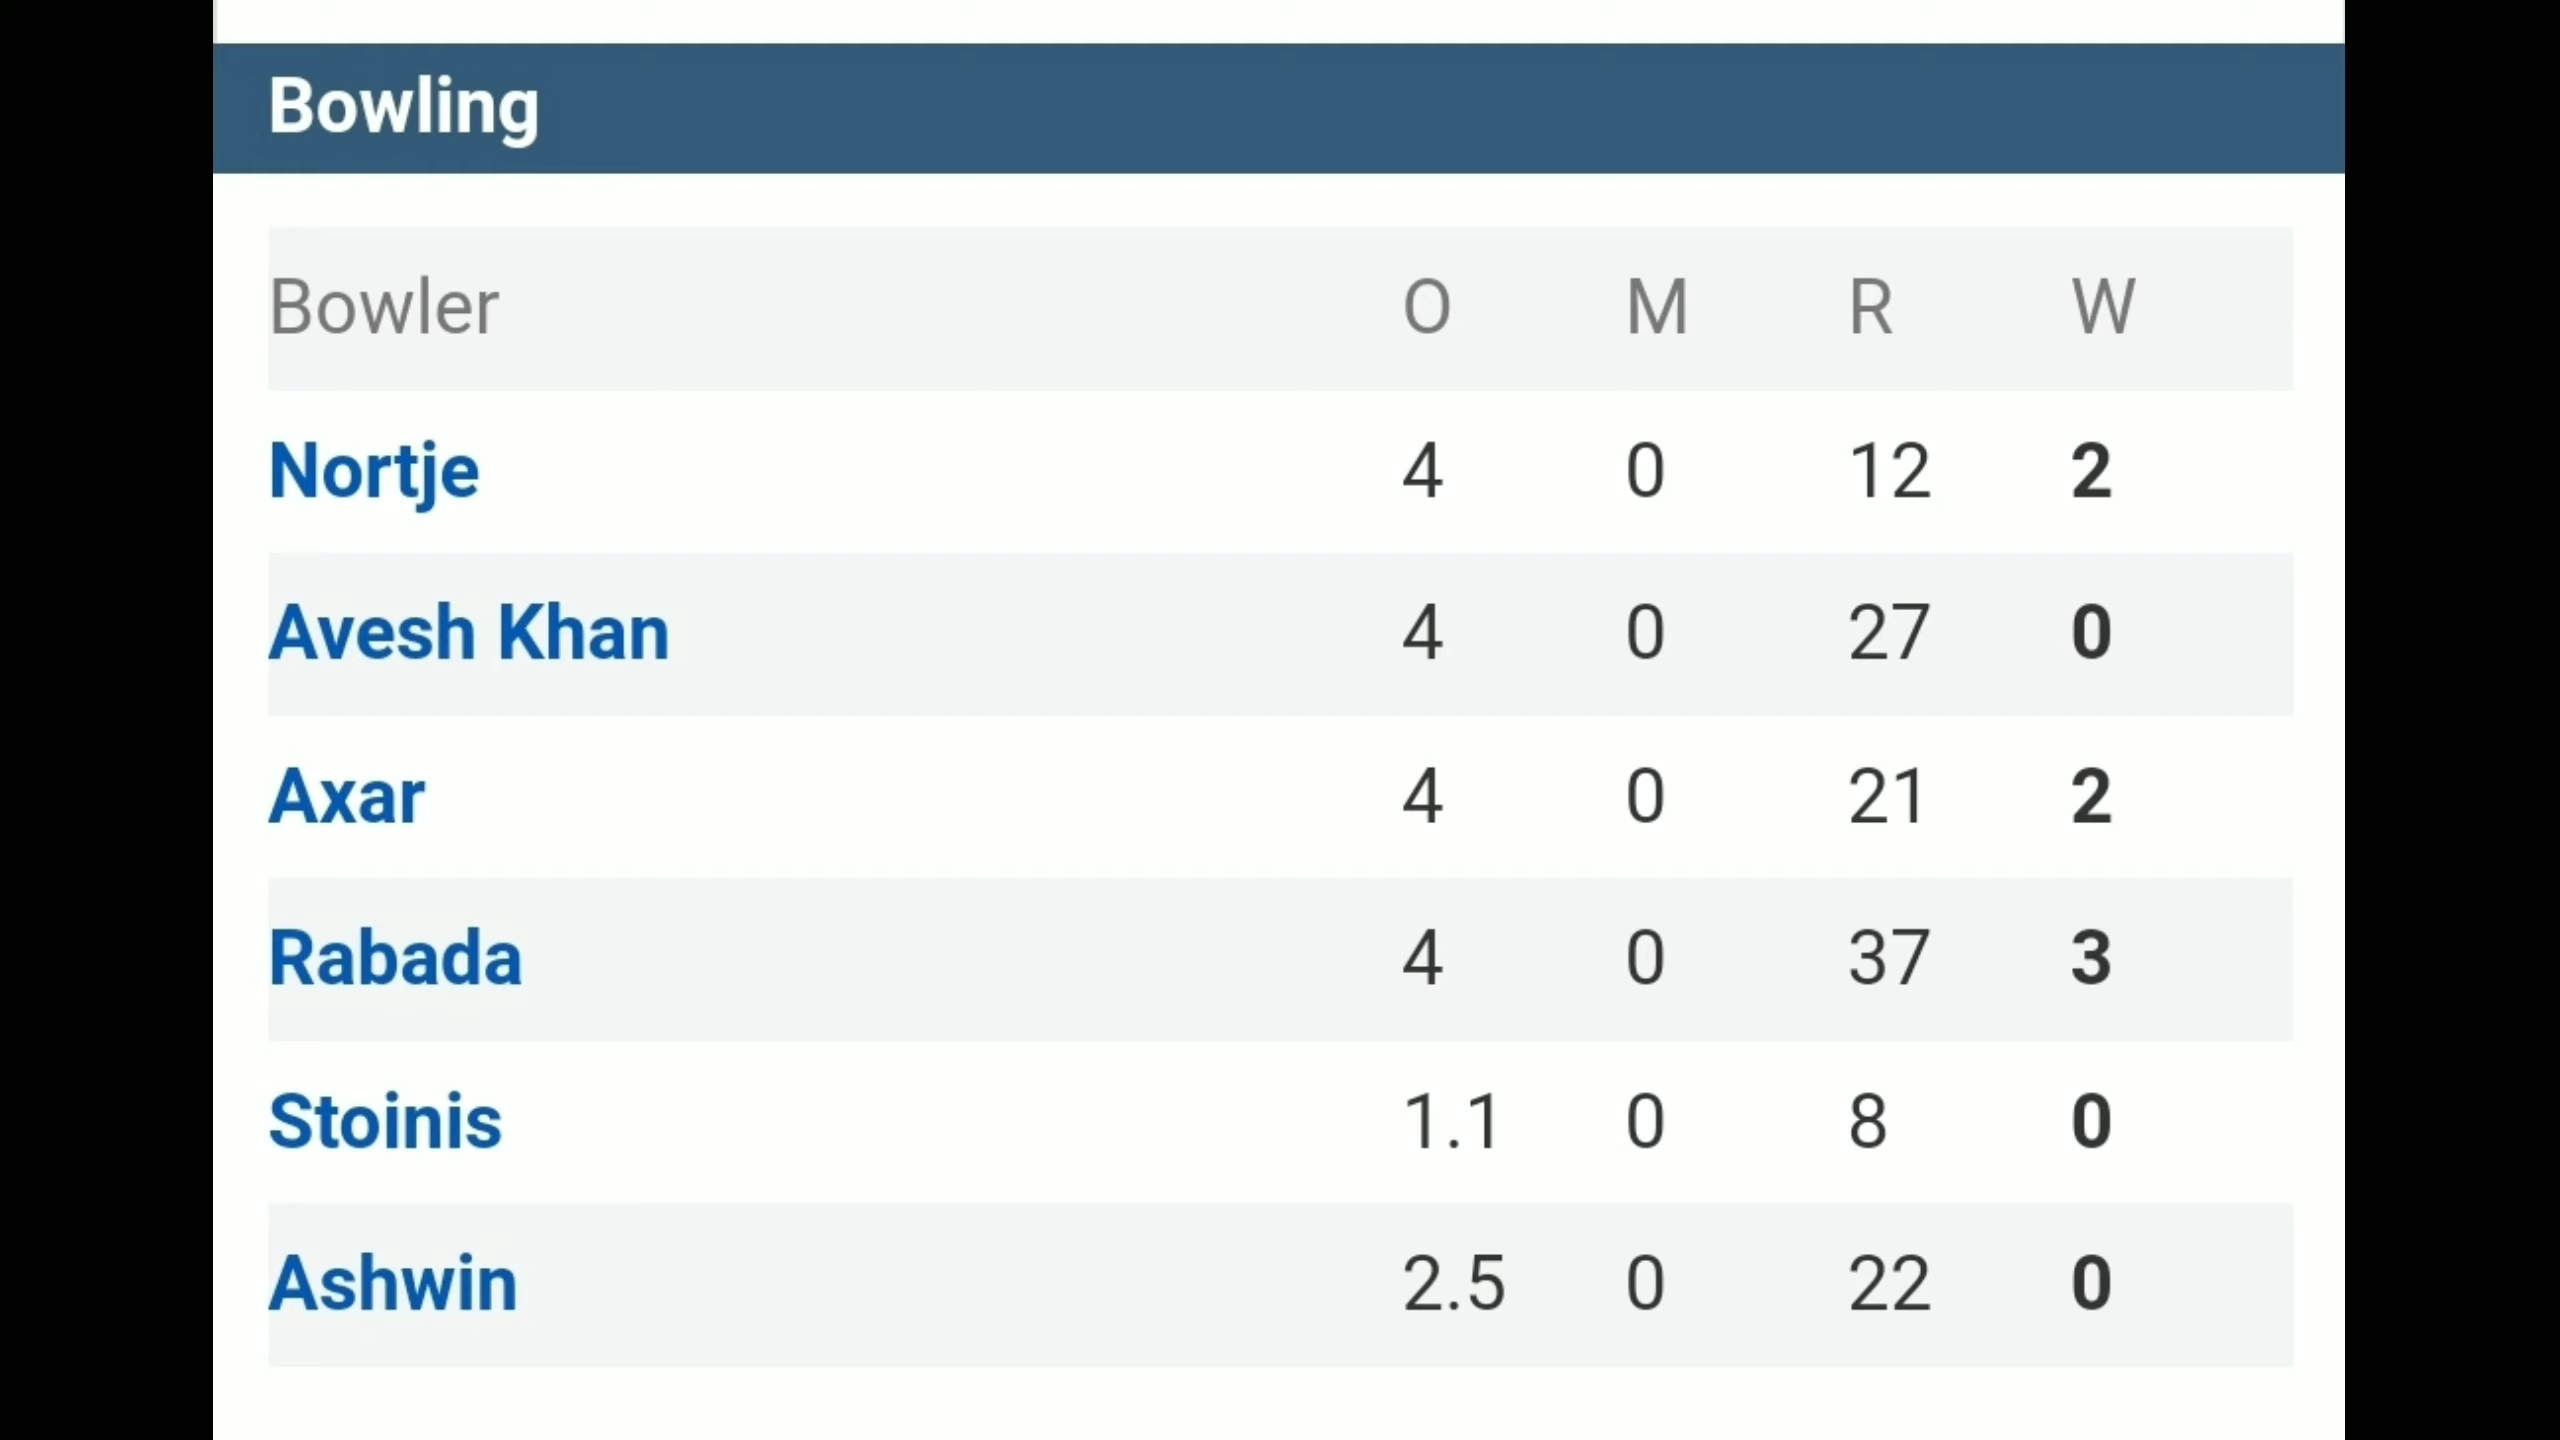 Bowling
Bowler O M R W
Nortje 4 0 12 2
Avesh Khan 4 0 27 0
Axar 4 0 21 2
Rabada 4 0 37 3
Stoinis 1.1 0 8 0
Ashwin 2.5 0 22 0